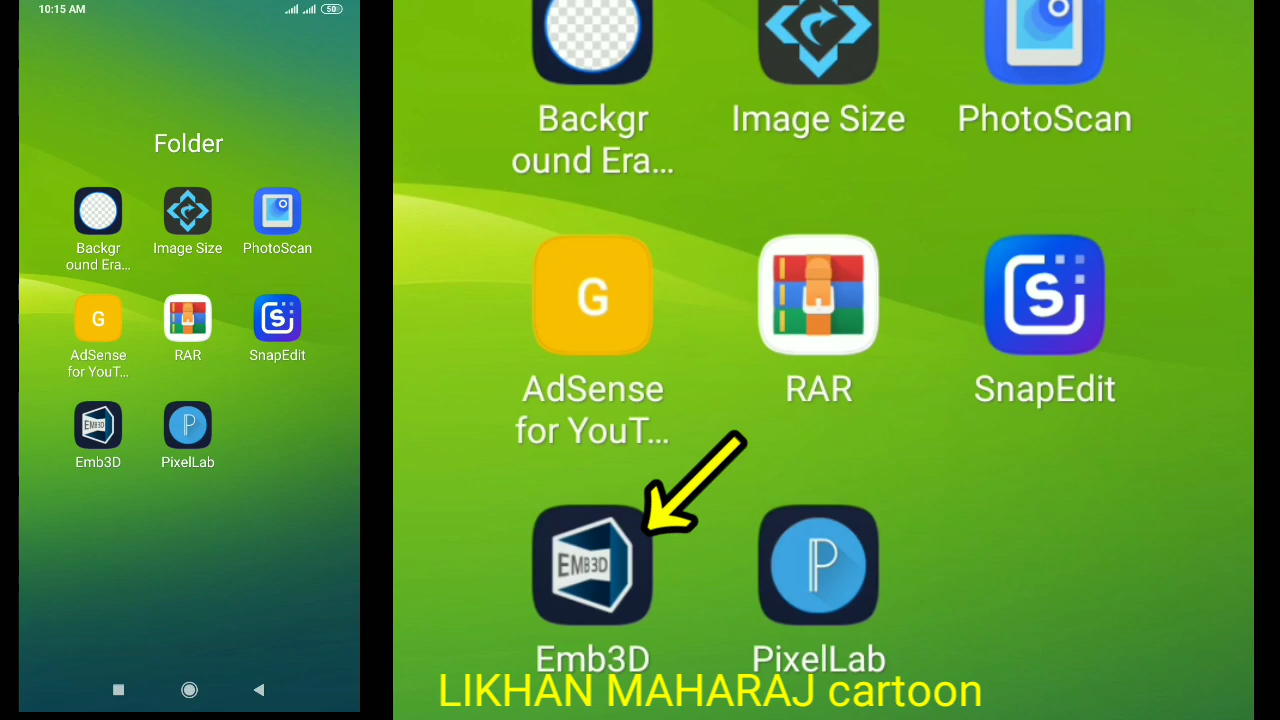 10:15 AM
50
Folder
Backgr
ound Era...
Image Size
PhotoScan
G
AdSense
for YouT...
RAR
S
SnapEdit
EMB3D
Emb3D
P
PixelLab
Backgr
ound Era...
Image Size
PhotoScan
G
AdSense
for YouT...
RAR
S
SnapEdit
EMB3D
Emb3D
P
PixelLab
LIKHAN MAHARAJ cartoon